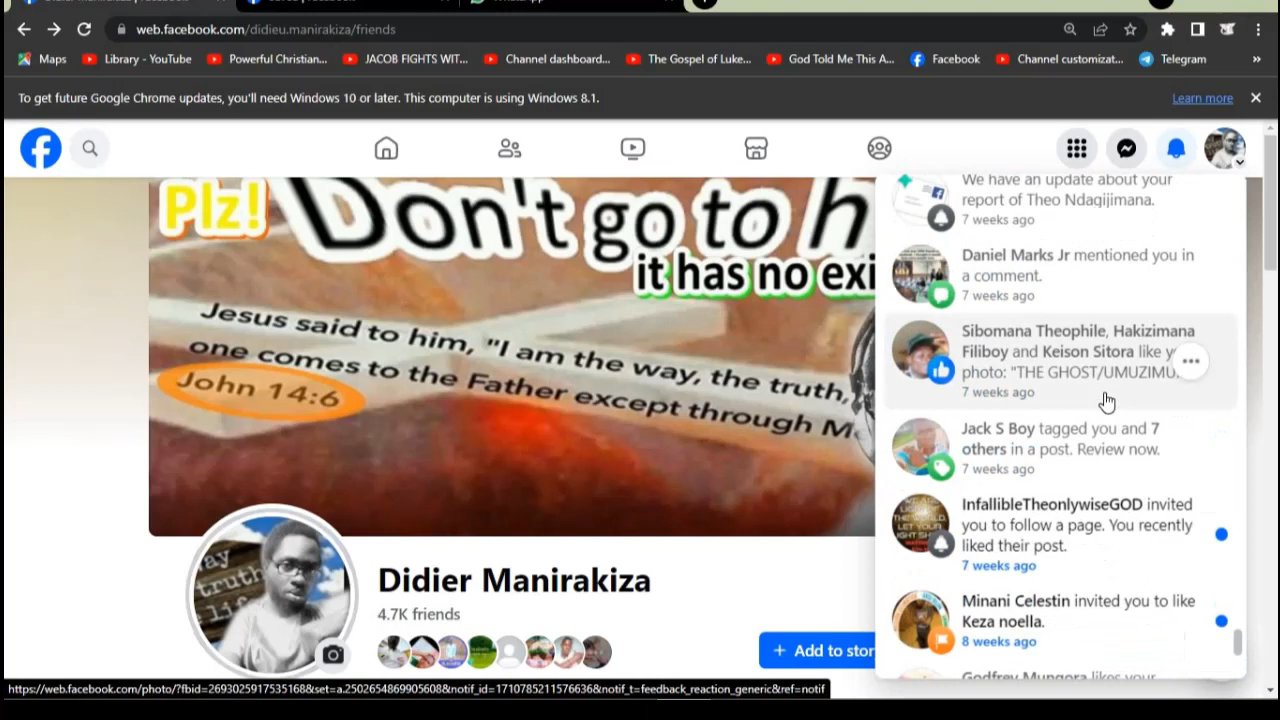 web.facebook.com/didieu.manirakiza/friends
Maps
Library - YouTube
Powerful Christian...
JACOB FIGHTS WIT...
Channel dashboard...
The Gospel of Luke...
God Told Me This A...
Facebook
Channel customizat...
Telegram
»
To get future Google Chrome updates, you'll need Windows 10 or later. This computer is using Windows 8.1.
Learn more
Plz!
Don't go to h
it has no exi
Jesus said to him, "I am the way, the truth,
one comes to the Father except through M
John 14:6
Didier Manirakiza
4.7K friends
+ Add to stor
We have an update about your
report of Theo Ndaqijimana.
7 weeks ago
Daniel Marks Jr mentioned you in
a comment.
7 weeks ago
Sibomana Theophile, Hakizimana
Filiboy and Keison Sitora like y
photo: "THE GHOST/UMUZIMU
7 weeks ago
Jack S Boy tagged you and 7
others in a post. Review now.
7 weeks ago
InfallibleTheonlywiseGOD invited
you to follow a page. You recently
liked their post.
7 weeks ago
Minani Celestin invited you to like
Keza noella.
8 weeks ago
Godfrey Mungora likes your
https://web.facebook.com/photo/?fbid=2693025917535168&set=a.2502654869905608&notif_id=1710785211576636&notif_t=feedback_reaction_generic&ref=notif